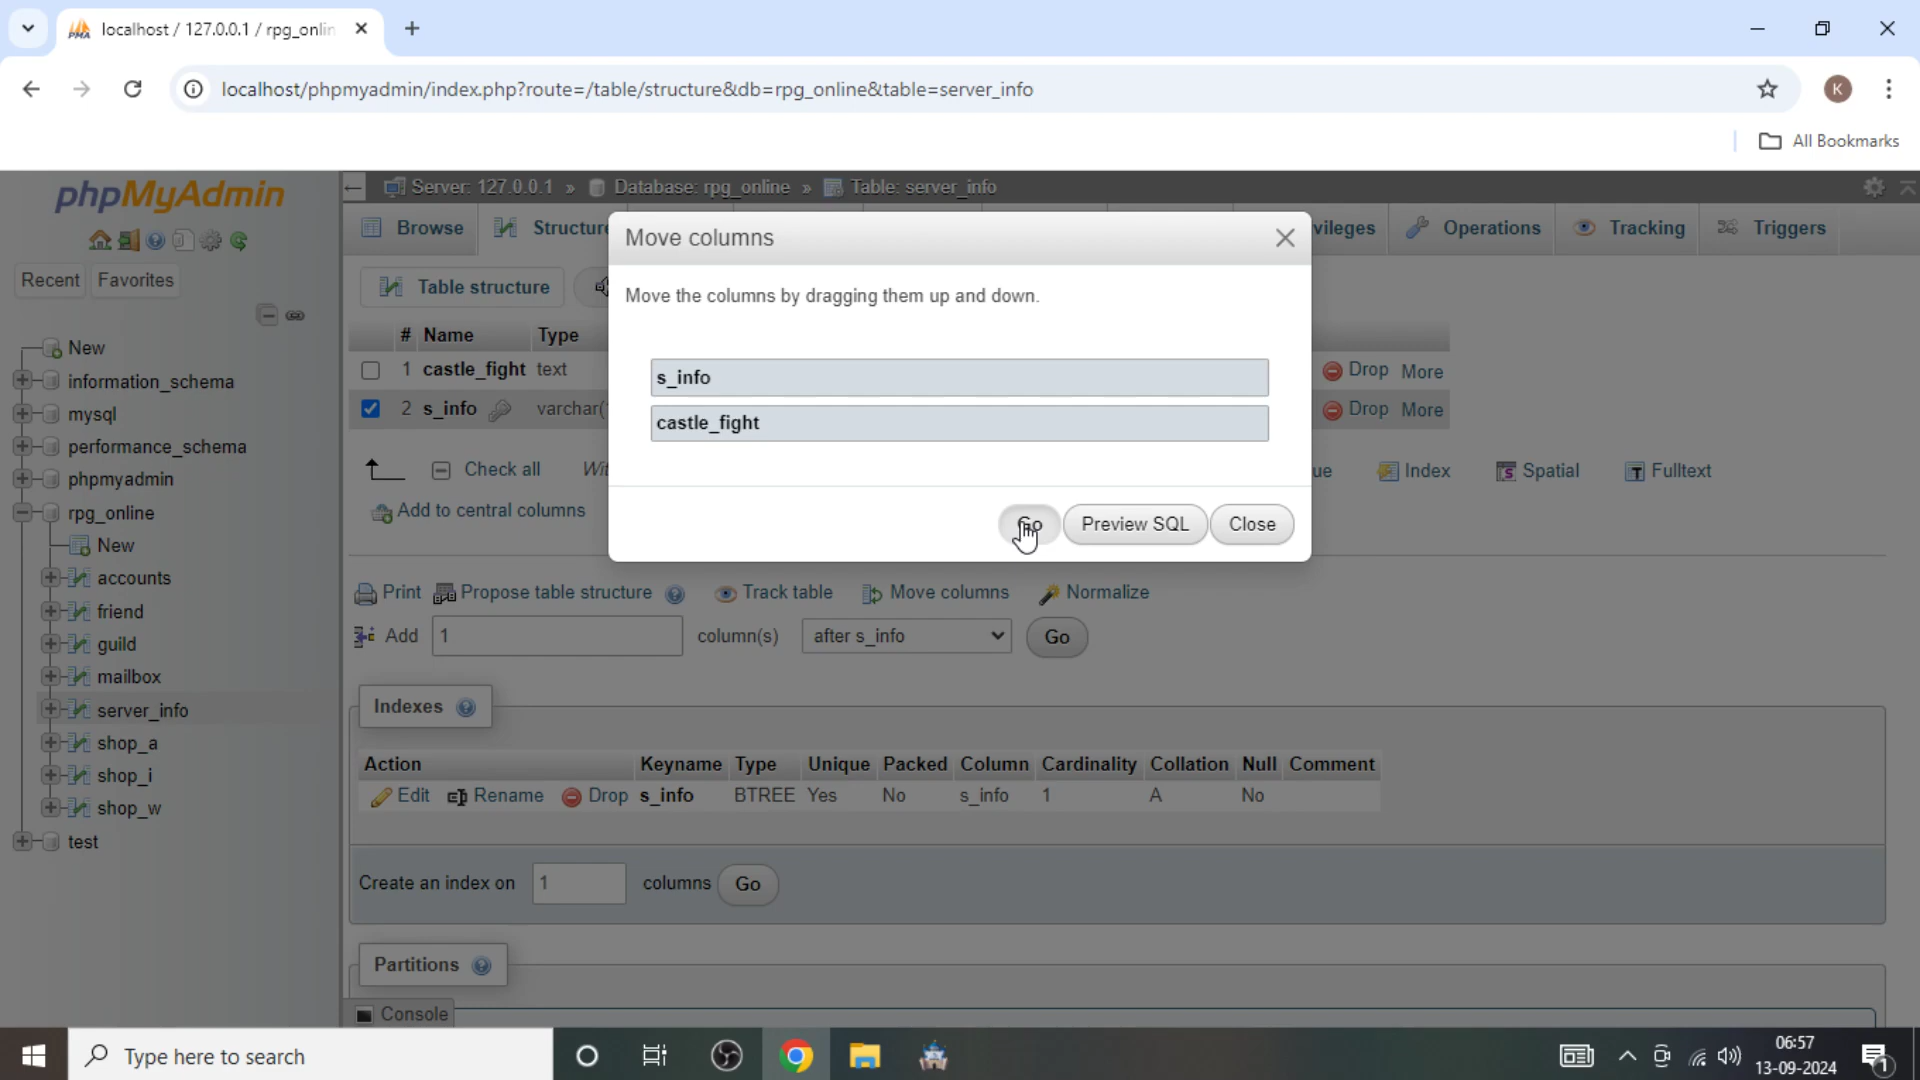 localhost / 127.0.0.1 / rpg_onlin
localhost/phpmyadmin/index.php?route=/table/structure&db=rpg_online&table=server_info
K
All Bookmarks
phpMyAdmin
Recent
Favorites
New
information_schema
mysql
performance_schema
phpmyadmin
rpg_online
New
accounts
friend
guild
mailbox
server_info
shop_a
shop_i
shop_w
test
Server: 127.0.0.1 » Database: rpg_online » Table: server_info
Browse Structure vileges Operations Tracking Triggers
Table structure
# Name Type
1 castle_fight text Drop More
2 s_info varchar( Drop More
Move columns
Move the columns by dragging them up and down.
s_info
castle_fight
Go Preview SQL Close
Check all Wit ue Index Spatial Fulltext
Add to central columns
Print Propose table structure Track table Move columns Normalize
Add 1 column(s) after s_info Go
Indexes
Action Keyname Type Unique Packed Column Cardinality Collation Null Comment
Edit Rename Drop s_info BTREE Yes No s_info 1 A No
Create an index on 1 columns Go
Partitions
Console
Type here to search
06:57
13-09-2024
1